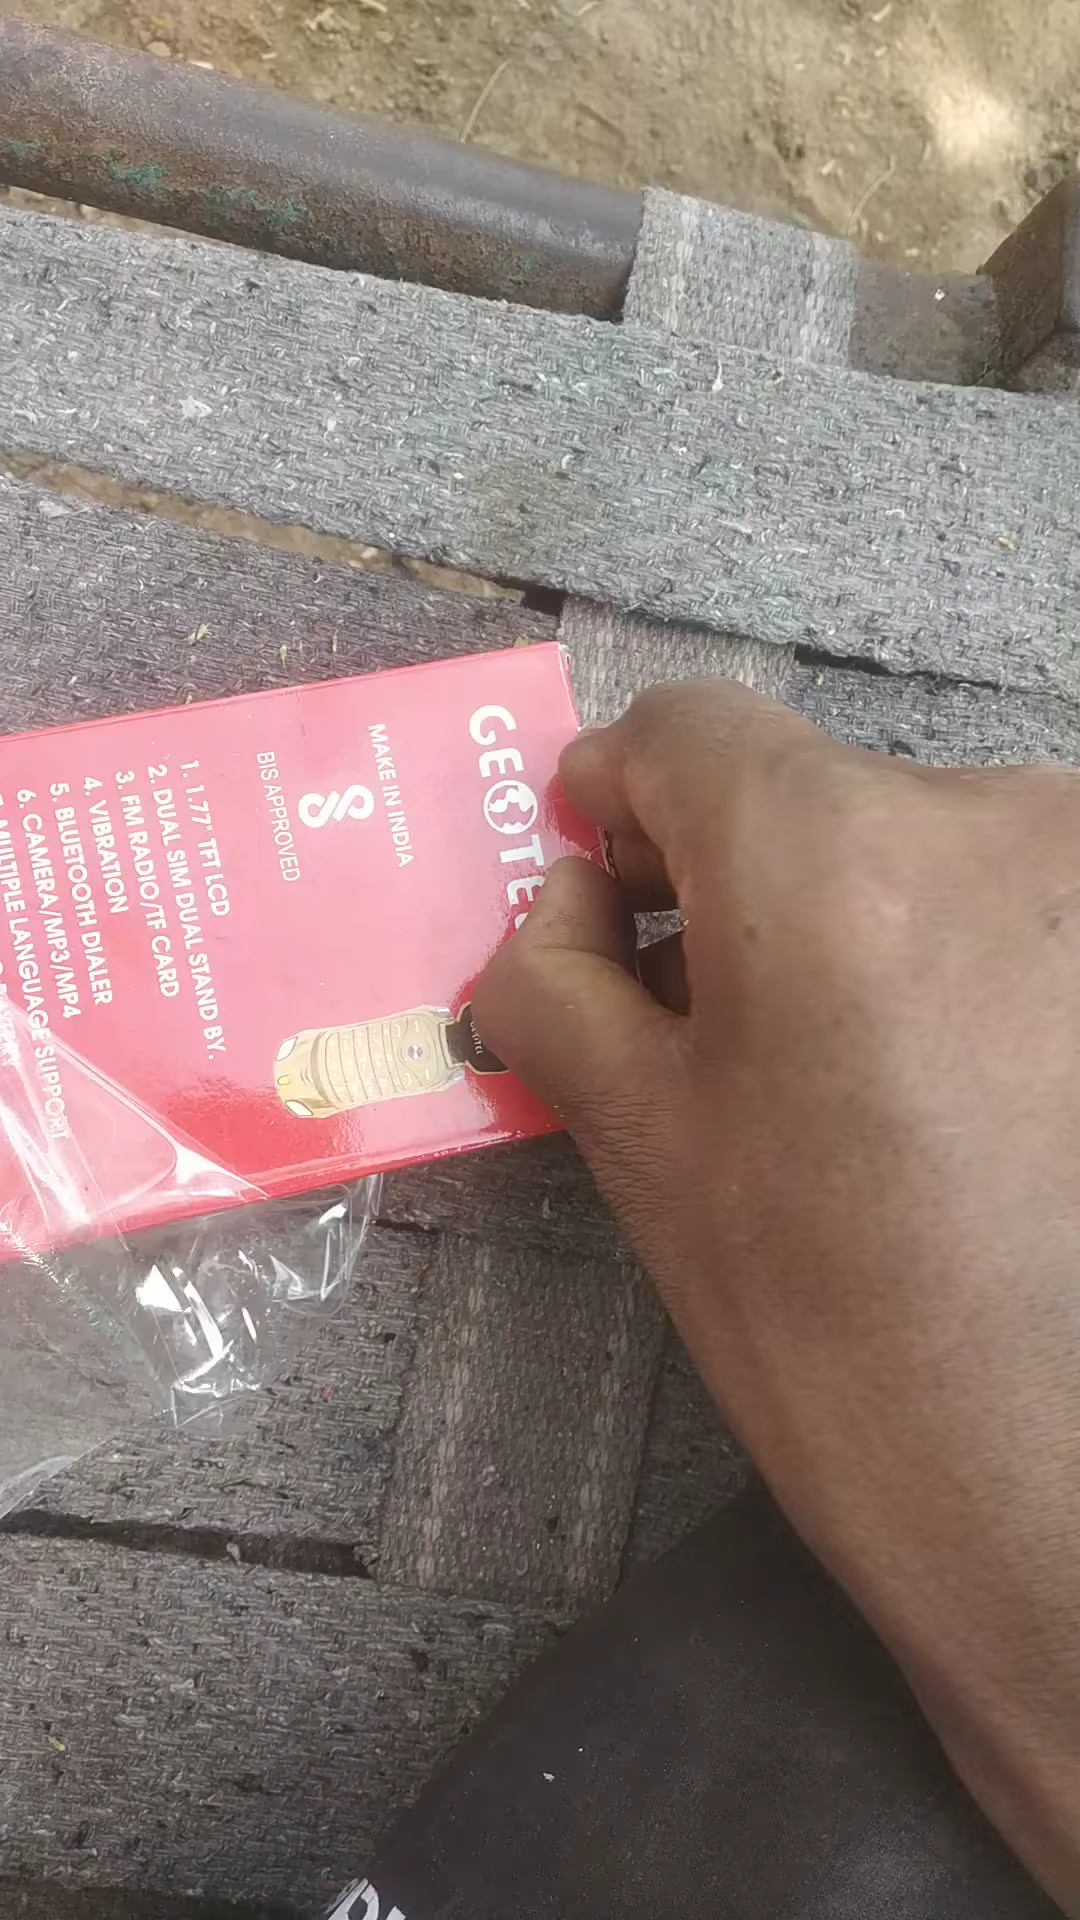 GEOTE
MAKE IN INDIA
BIS APPROVED
1. 1.77" TFT LCD
2. DUAL SIM DUAL STAND BY.
3. FM RADIO/TF CARD
4. VIBRATION
5. BLUETOOTH DIALER
6. CAMERA/MP3/MP4
MULTIPLE LANGUAGE SUPPORT